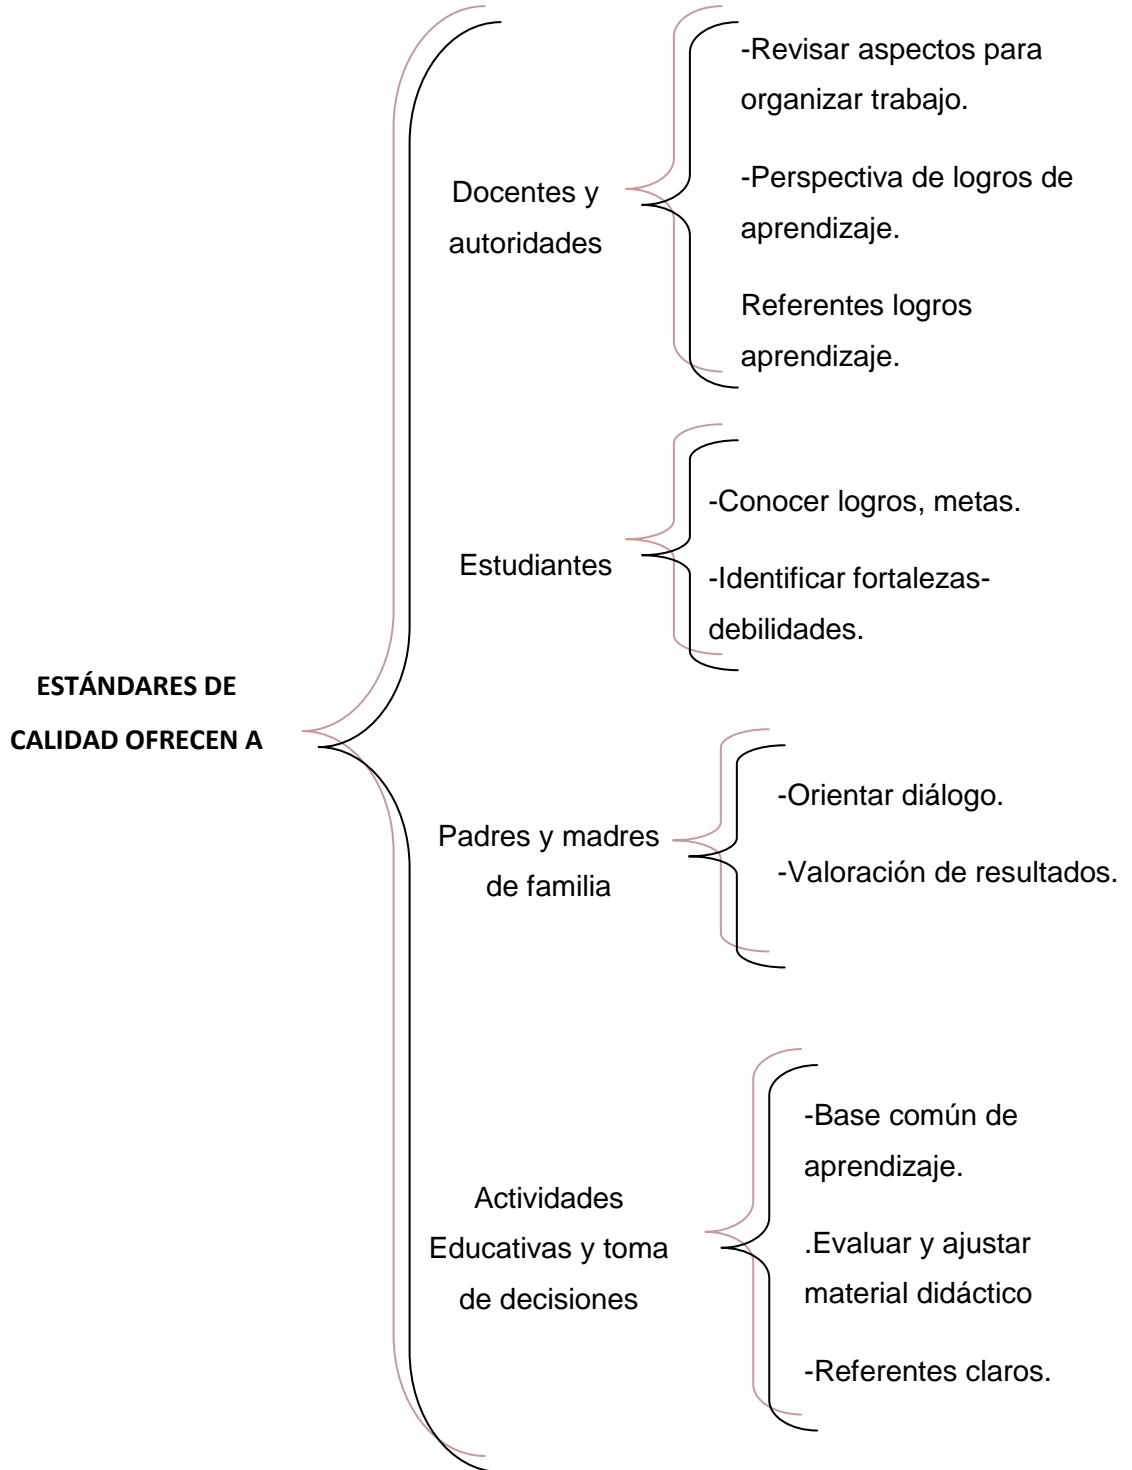 ESTÁNDARES DE
CALIDAD OFRECEN A
Docentes y
autoridades
-Revisar aspectos para
organizar trabajo.
-Perspectiva de logros de
aprendizaje.
Referentes logros
aprendizaje.
Estudiantes
-Conocer logros, metas.
-Identificar fortalezas-
debilidades.
Padres y madres
de familia
-Orientar diálogo.
-Valoración de resultados.
Actividades
Educativas y toma
de decisiones
-Base común de
aprendizaje.
.Evaluar y ajustar
material didáctico
-Referentes claros.